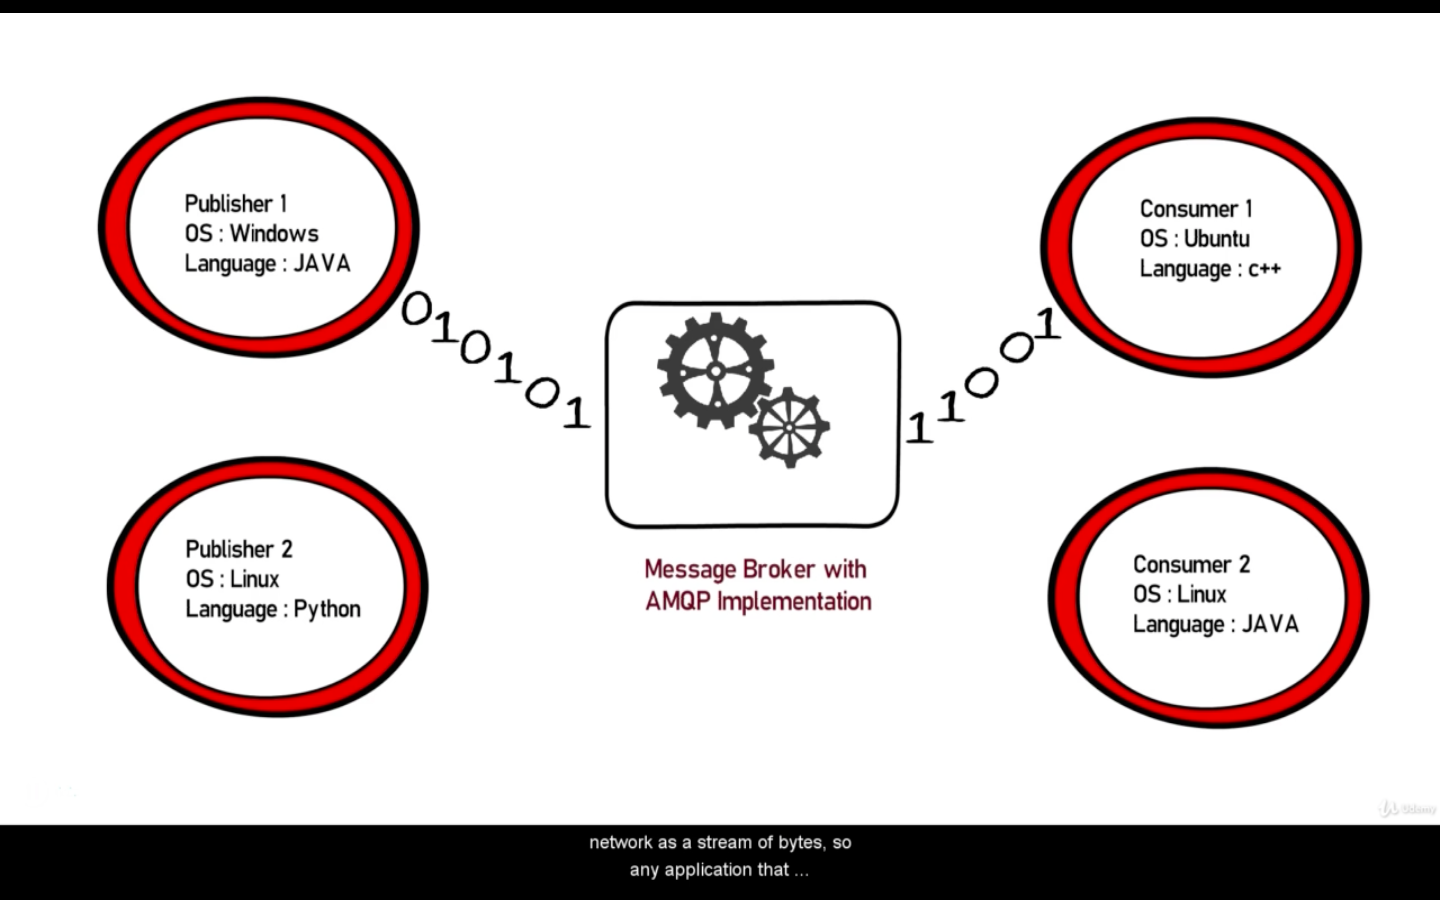 Publisher 1
OS : Windows
Language : JAVA
010101
Publisher 2
OS : Linux
Language : Python
Message Broker with
AMQP Implementation
11001
Consumer 1
OS : Ubuntu
Language : c++
Consumer 2
OS : Linux
Language : JAVA
Udemy
network as a stream of bytes, so
any application that ...